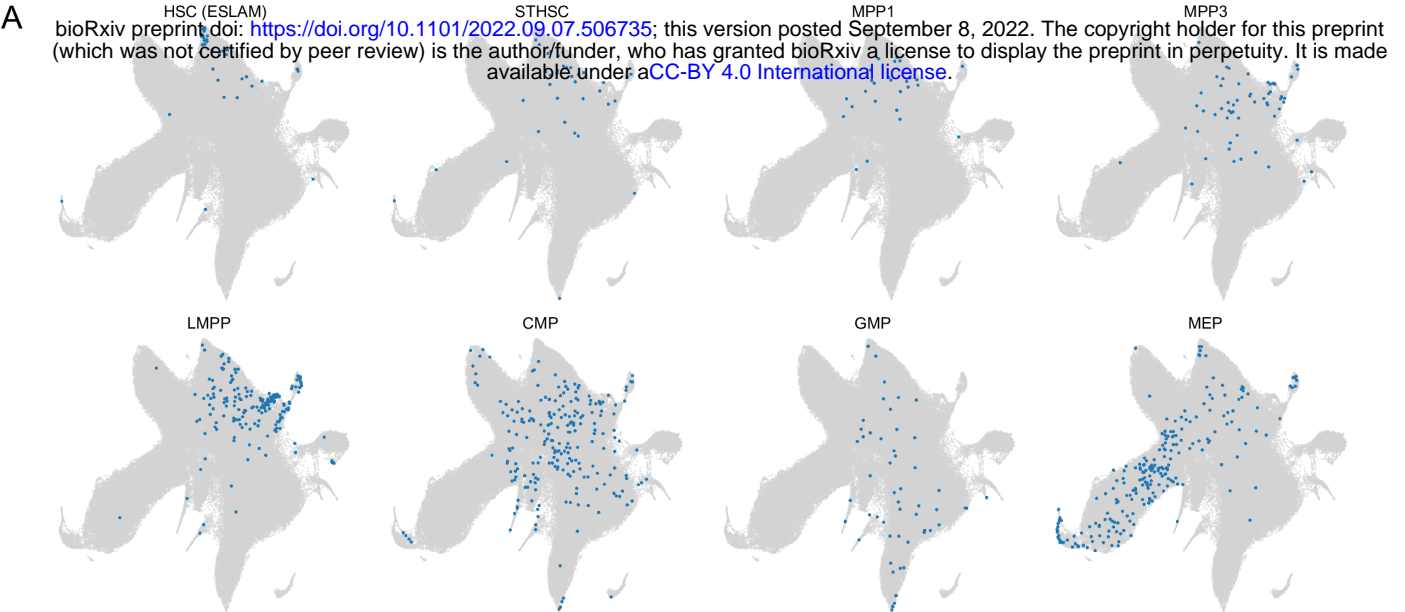 A
HSC (ESLAM) STHSC MPP1 MPP3
bioRxiv preprint doi: https://doi.org/10.1101/2022.09.07.506735; this version posted September 8, 2022. The copyright holder for this preprint
(which was not certified by peer review) is the author/funder, who has granted bioRxiv a license to display the preprint in perpetuity. It is made
available under aCC-BY 4.0 International license.
LMPP CMP GMP MEP